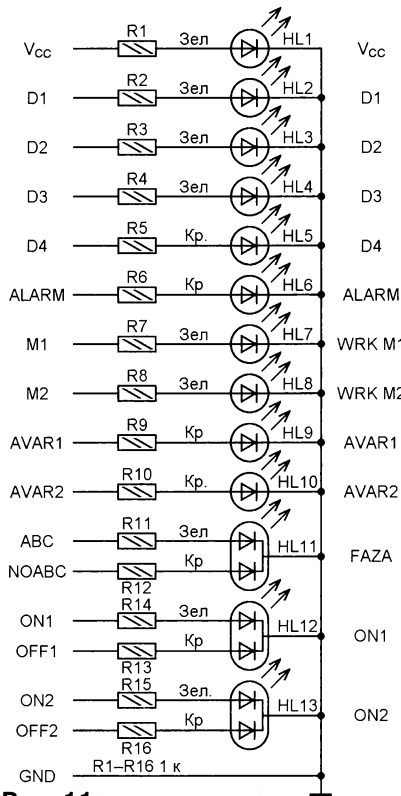 R1 Зел HL1
Vcc Vcc
R2 Зел HL2
D1 D1
R3 Зел HL3
D2 D2
R4 Зел HL4
D3 D3
R5 Кр. HL5
D4 D4
R6 Кр HL6
ALARM ALARM
R7 Зел HL7
M1 WRK M1
R8 Зел HL8
M2 WRK M2
R9 Кр HL9
AVAR1 AVAR1
R10 Кр. HL10
AVAR2 AVAR2
R11 Зел
ABC
HL11 FAZA
NOABC Кр
R12
R14 Зел
ON1
HL12 ON1
OFF1 Кр
R13
R15 Зел.
ON2
HL13 ON2
OFF2 Кр
R16
GND R1–R16 1 к